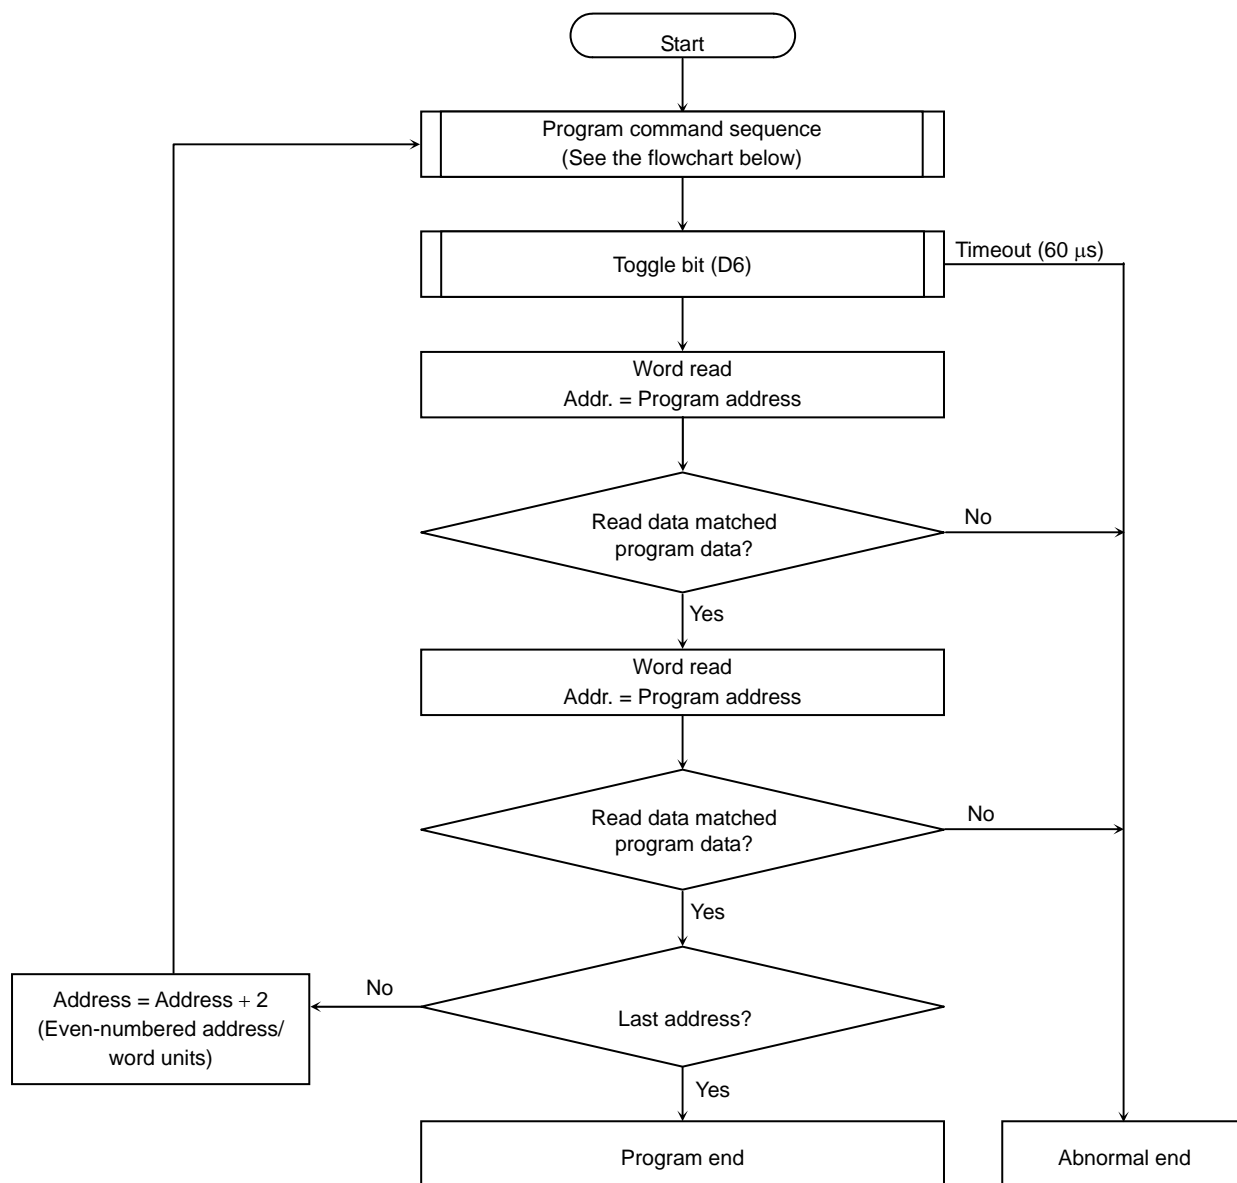 Start
Program command sequence
(See the flowchart below)
Toggle bit (D6)
Timeout (60 μs)
Word read
Addr. = Program address
Read data matched
program data?
No
Yes
Word read
Addr. = Program address
Read data matched
program data?
No
Yes
Last address?
No
Address = Address + 2
(Even-numbered address/
word units)
Yes
Program end
Abnormal end